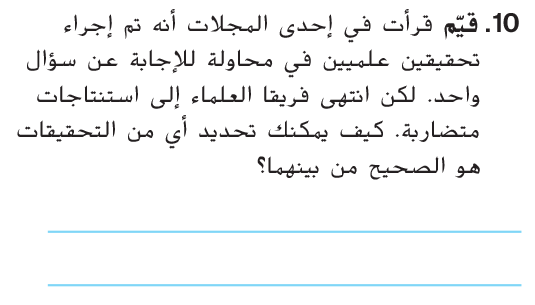 10. قيّم قرأت في إحدى المجلات أنه تم إجراء
تحقيقين علميين في محاولة للإجابة عن سؤال
واحد. لكن انتهى فريقا العلماء إلى استنتاجات
متضاربة. كيف يمكنك تحديد أي من التحقيقات
هو الصحيح من بينهما؟